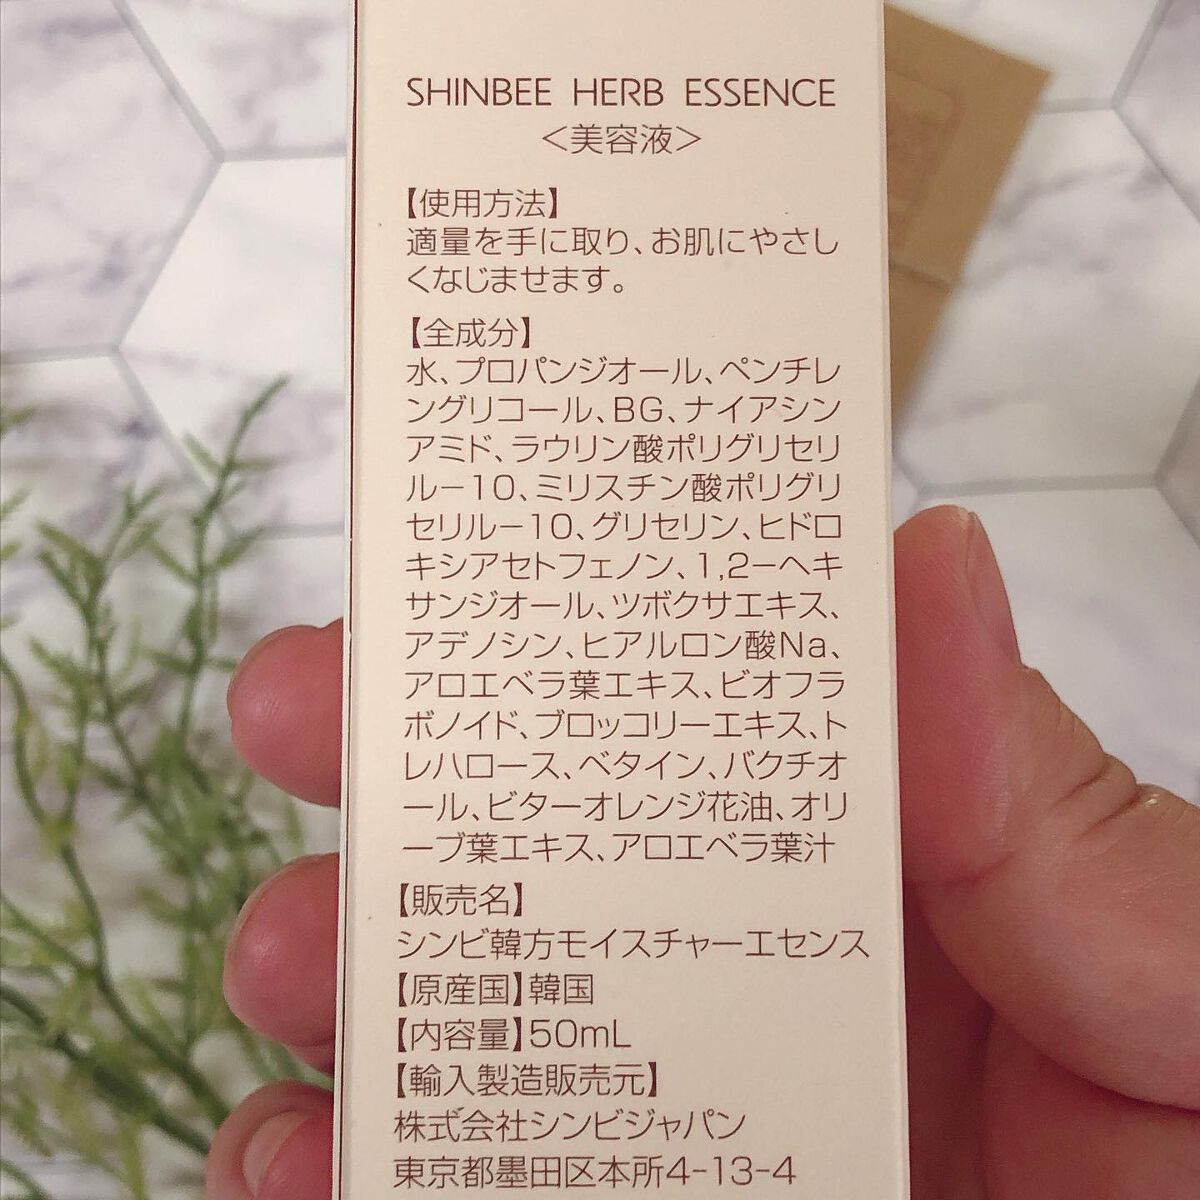 SHINBEE HERB ESSENCE
<美容液>
【使用方法】
適量を手に取り、お肌にやさし
くなじませます。
【全成分】
水、プロパンジオール、ペンチレ
ングリコール、BG、ナイアシン
アミド、ラウリン酸ポリグリセリ
ルー10、ミリスチン酸ポリグリ
セリルー10、グリセリン、ヒドロ
キシアセトフェノン、1,2-ヘキ
サンジオール、ツボクサエキス、
アデノシン、ヒアルロン酸Na、
アロエベラ葉エキス、ビオフラ
ボノイド、ブロッコリーエキス、ト
レハロース、ベタイン、バクチオ
ール、ビターオレンジ花油、オリ
ーブ葉エキス、アロエベラ葉汁
【販売名】
シンビ韓方モイスチャーエセンス
【原産国】韓国
【内容量】50mL
【輸入製造販売元】
株式会社シンビジャパン
東京都墨田区本所4-13-4